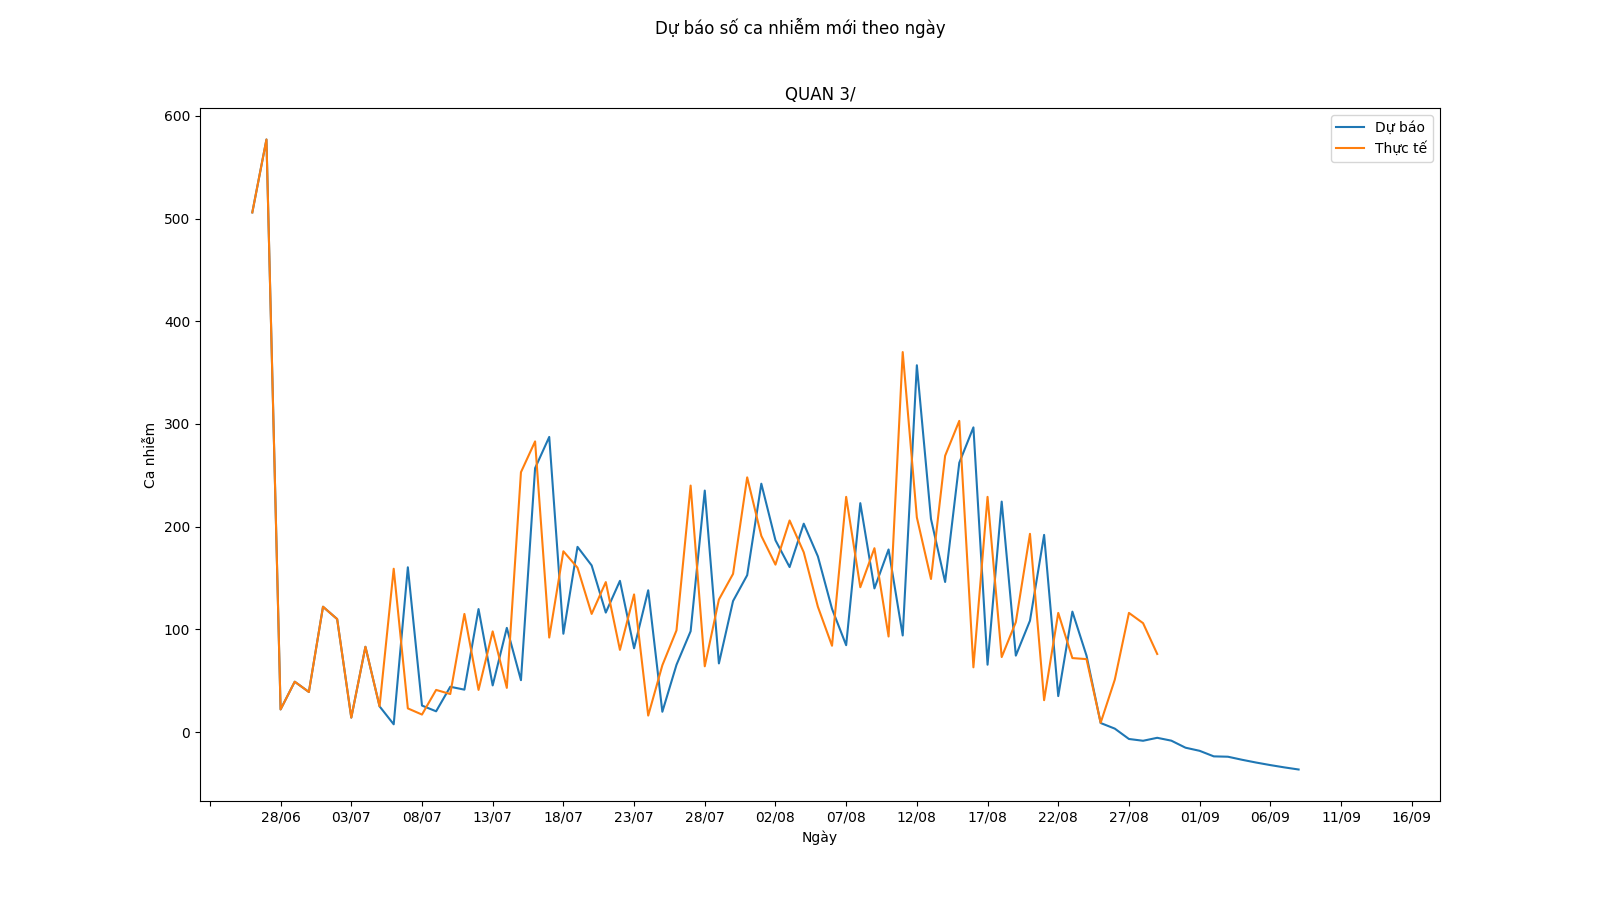 Dự báo số ca nhiễm mới theo ngày
QUAN 3/
Dự báo
Thực tế
600
500
400
300
200
100
0
Ca nhiễm
28/06 03/07 08/07 13/07 18/07 23/07 28/07 02/08 07/08 12/08 17/08 22/08 27/08 01/09 06/09 11/09 16/09
Ngày